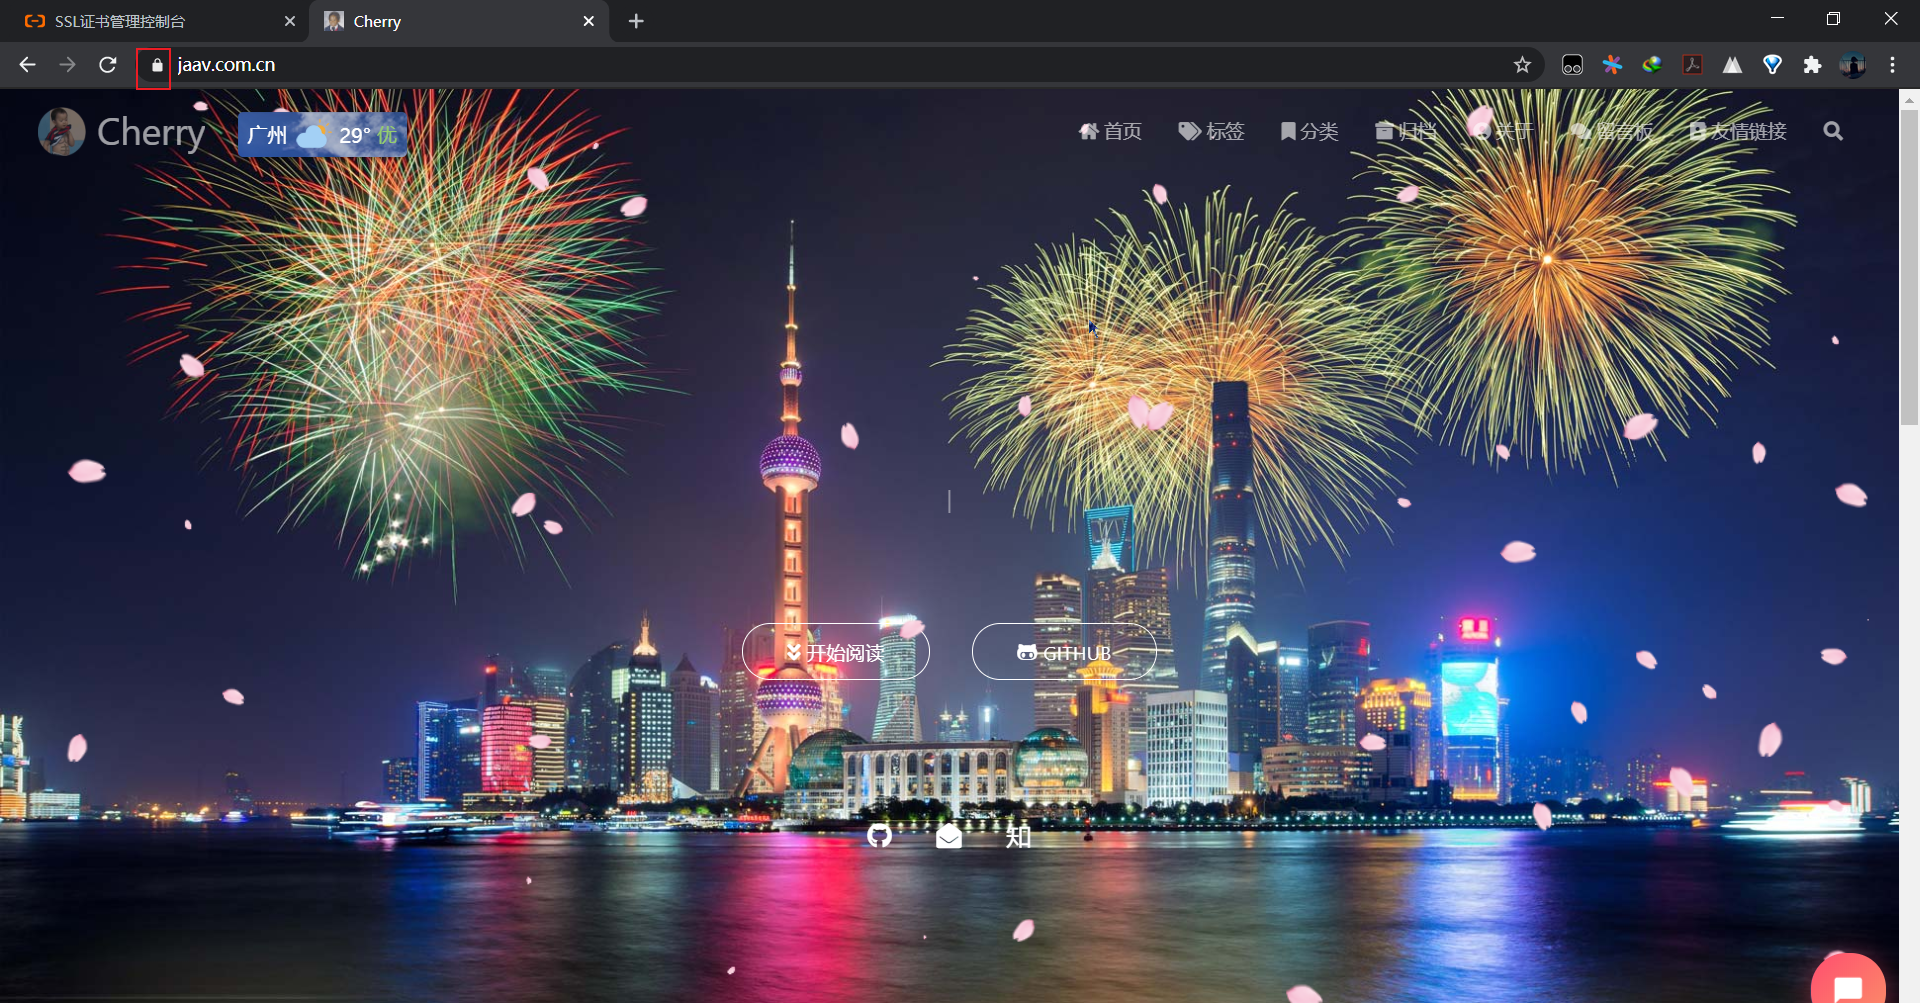 SSL证书管理控制台
Cherry
jaav.com.cn
Cherry
广州 29° 优
首页 标签 分类 归档 关于 留言板 友情链接
开始阅读 GITHUB
知